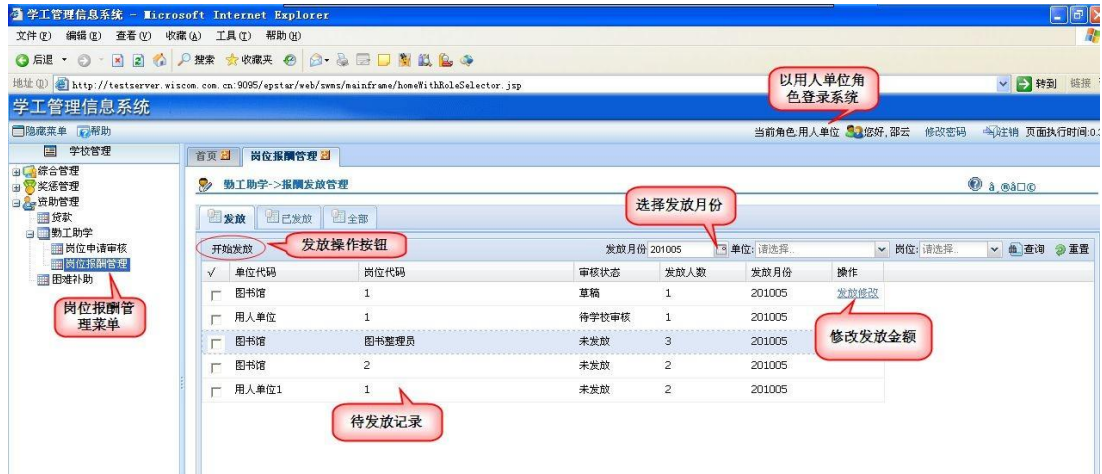 学工管理信息系统 - Microsoft Internet Explorer
文件(F) 编辑(E) 查看(V) 收藏(A) 工具(T) 帮助(H)
后退 搜索 收藏夹
地址(D) http://testserver.wiscom.com.cn:9095/epstar/web/swms/mainframe/homeWithRoleSelector.jsp 转到 链接
以用人单位角
色登录系统
学工管理信息系统
隐藏菜单 帮助 当前角色:用人单位 您好,邵云 修改密码 注销 页面执行时间:0.
学校管理 首页 岗位报酬管理
综合管理
奖惩管理
资助管理
贷款
勤工助学
岗位申请审核
岗位报酬管理
困难补助
岗位报酬管
理菜单
勤工助学->报酬发放管理 â¸®å□©
选择发放月份
发放 已发放 全部
开始发放 发放操作按钮 发放月份 201005 单位: 请选择.. 岗位: 请选择.. 查询 重置
√ 单位代码 岗位代码 审核状态 发放人数 发放月份 操作
图书馆 1 草稿 1 201005 发放修改
用人单位 1 待学校审核 1 201005
修改发放金额
图书馆 图书整理员 未发放 3 201005
图书馆 2 未发放 2 201005
用人单位1 1 未发放 2 201005
待发放记录